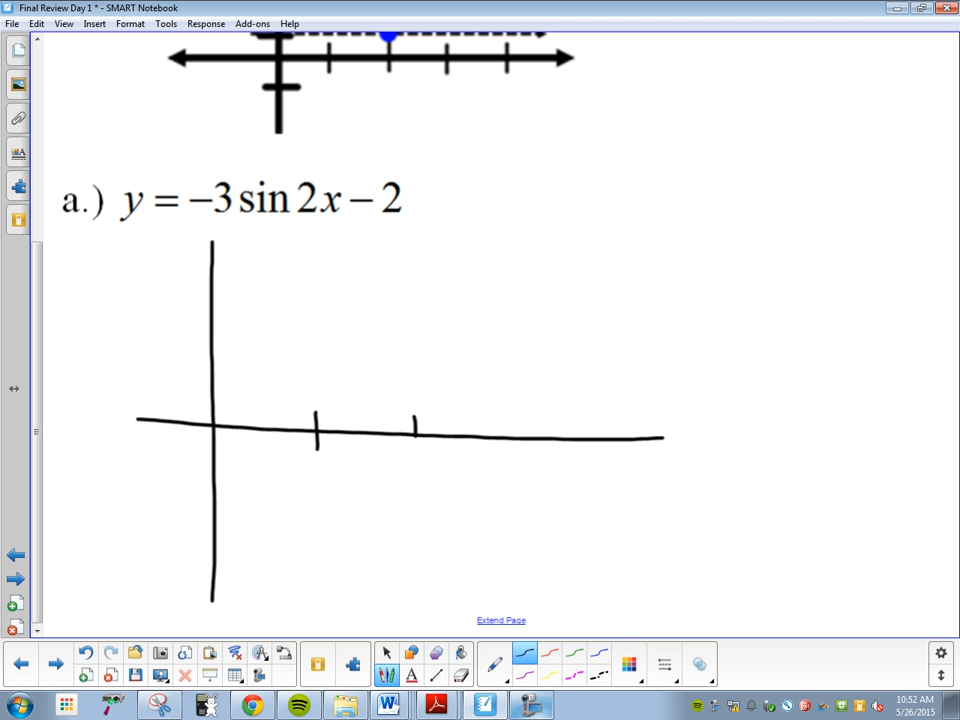 Final Review Day 1 * - SMART Notebook
File Edit View Insert Format Tools Response Add-ons Help
a.) y = −3 sin 2x − 2
Extend Page
10:52 AM
5/26/2015